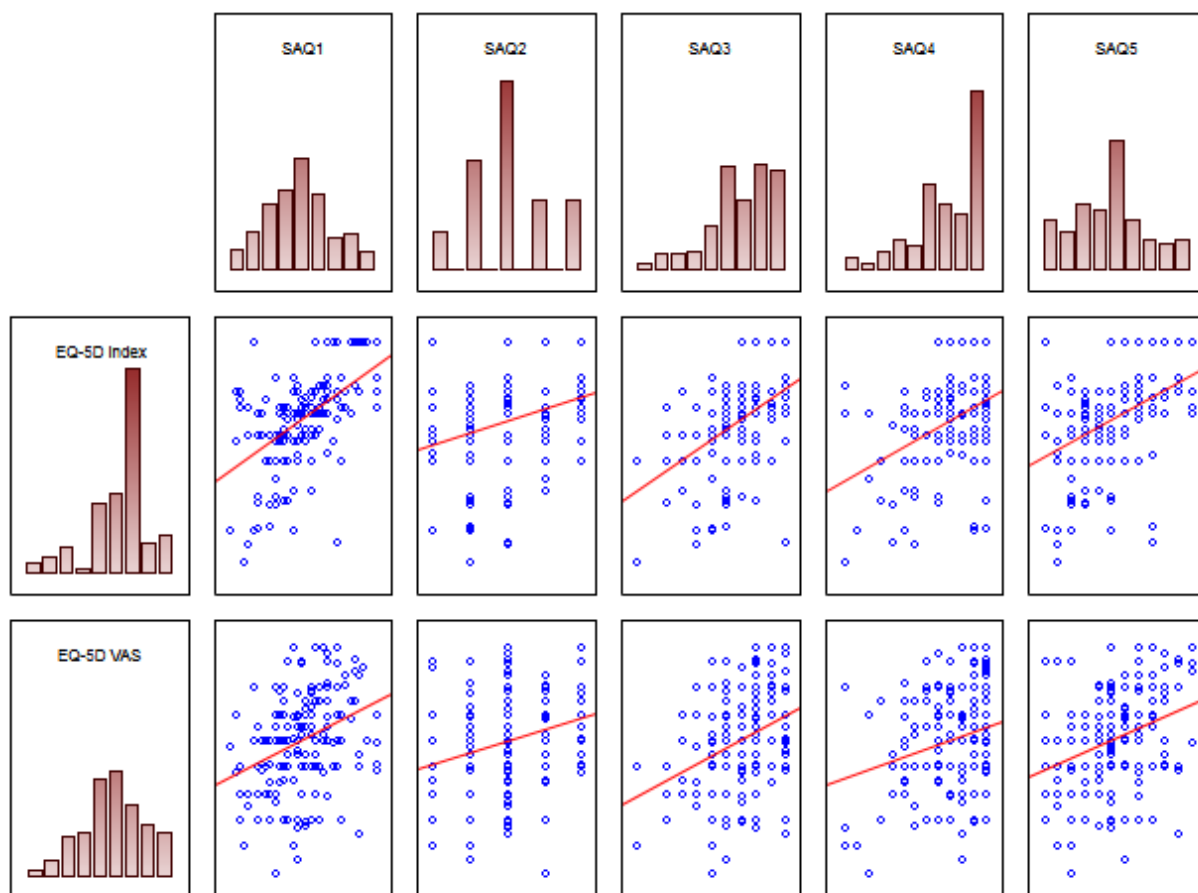 SAQ1
SAQ2
SAQ3
SAQ4
SAQ5
EQ-5D Index
EQ-5D VAS